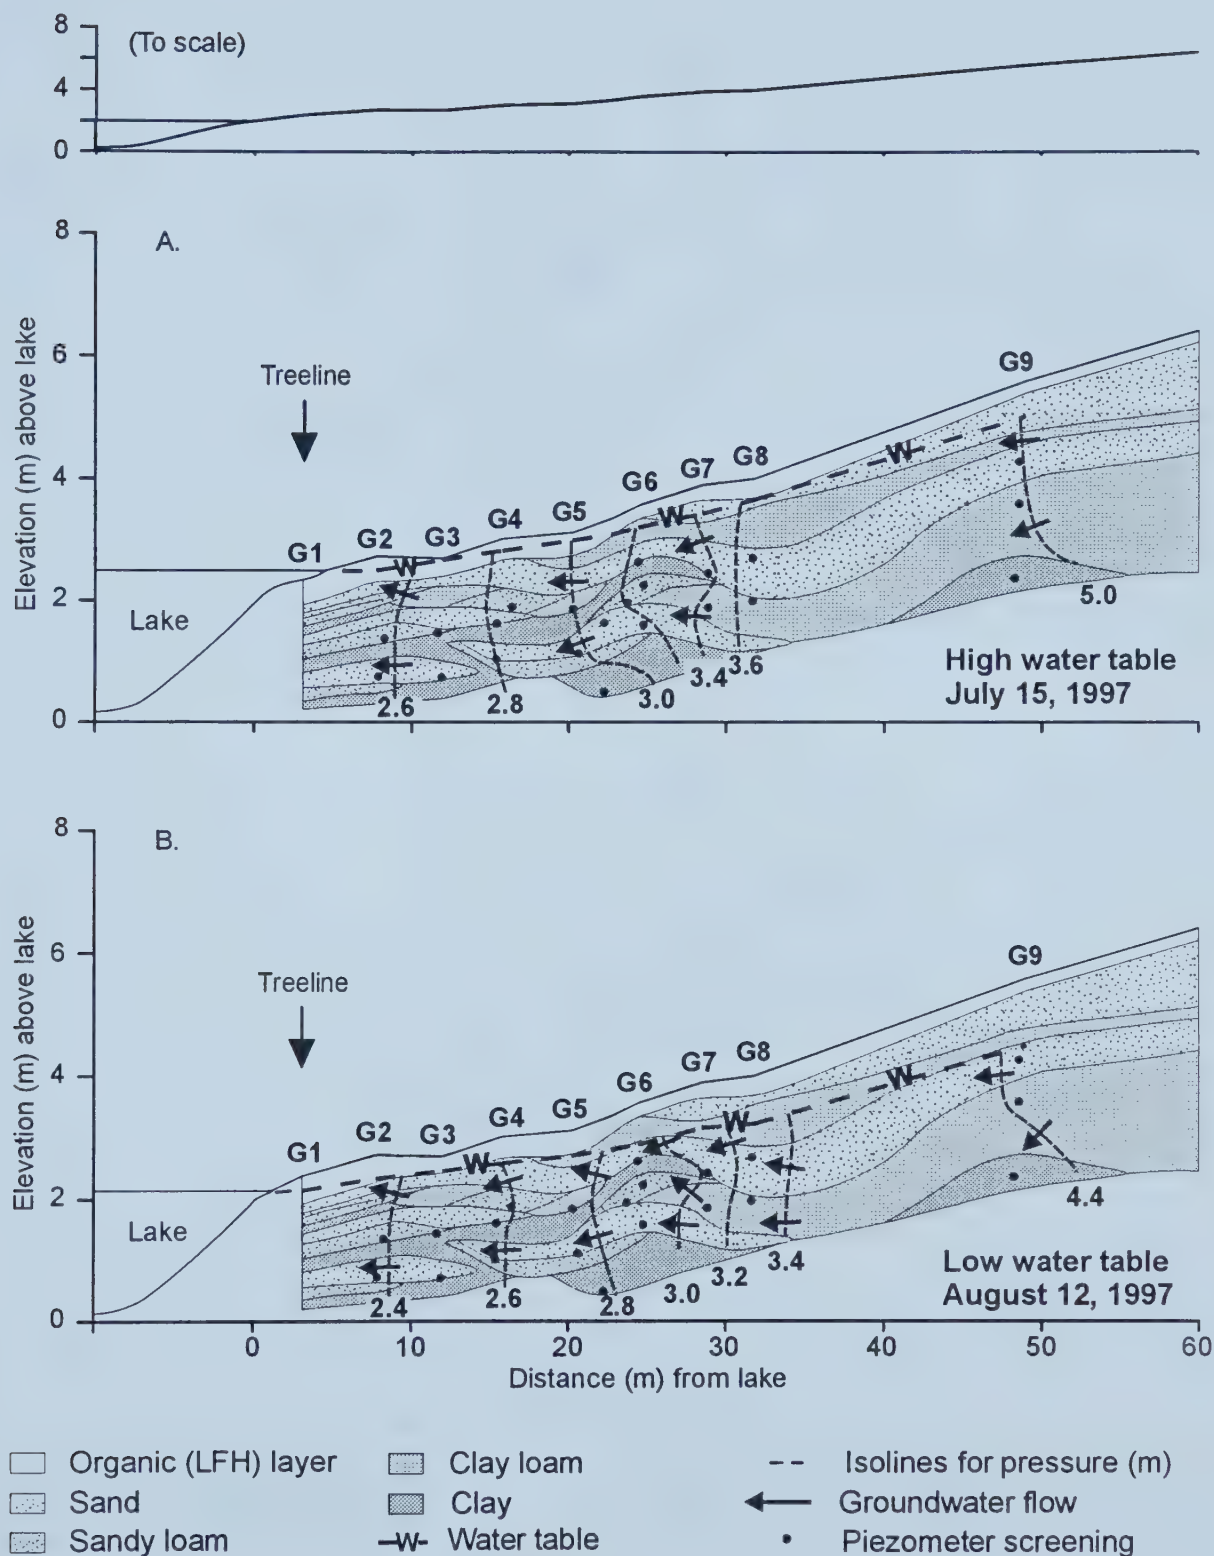 8
(To scale)
4
0
8
A.
6
G9
Treeline
G8
G7
G6
4
W
G5
G4
W
G3
G2
G1
W
2
5.0
Lake
3.6
3.4
High water table
3.0
2.8
July 15, 1997
2.6
0
Elevation (m) above lake
8
B.
6
G9
Treeline
4
G8
G7
W
G6
G5
G4
G3
G2
W
G1
W
2
4.4
Lake
3.4
Low water table
3.2
3.0
August 12, 1997
2.8
2.6
2.4
0
Elevation (m) above lake
0 10 20 30 40 50 60
Distance (m) from lake
Organic (LFH) layer Clay loam Isolines for pressure (m)
Sand Clay Groundwater flow
Sandy loam W Water table Piezometer screening